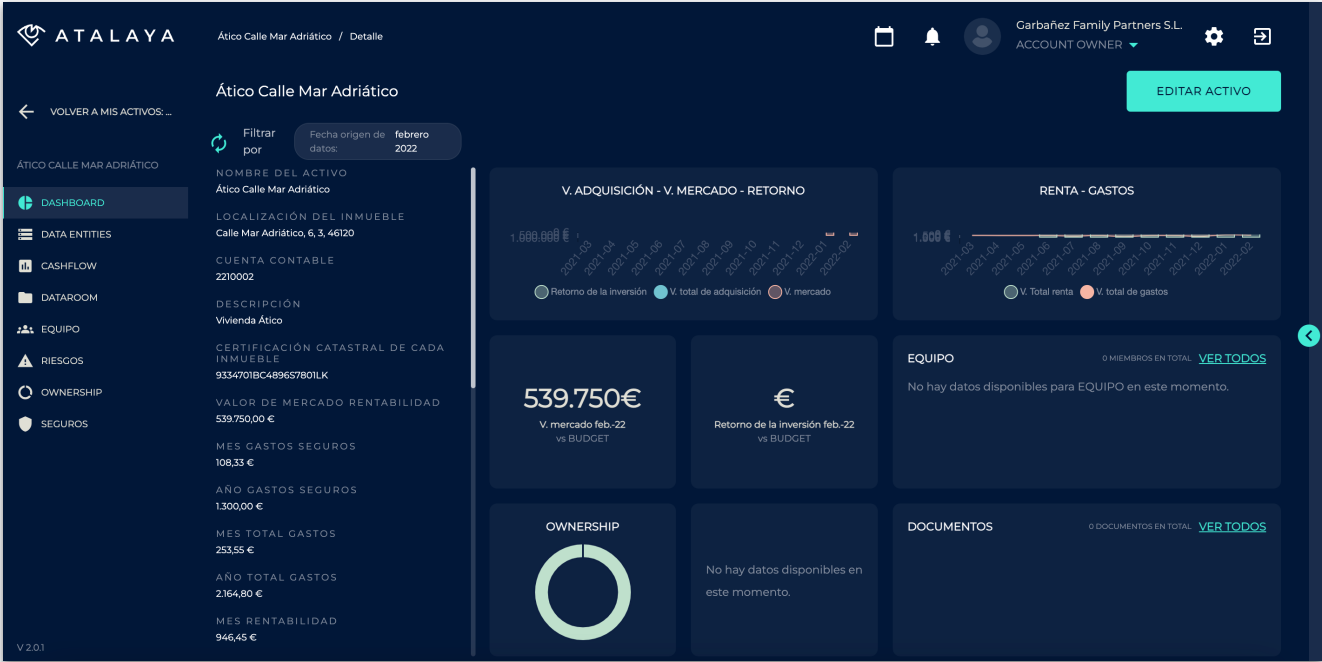 ATALAYA
Ático Calle Mar Adriático / Detalle
Garbañez Family Partners S.L.
ACCOUNT OWNER
VOLVER A MIS ACTIVOS: ...
ÁTICO CALLE MAR ADRIÁTICO
DASHBOARD
DATA ENTITIES
CASHFLOW
DATAROOM
EQUIPO
RIESGOS
OWNERSHIP
SEGUROS
V 2.0.1
Ático Calle Mar Adriático
EDITAR ACTIVO
Filtrar
por
Fecha origen de
datos:
febrero
2022
NOMBRE DEL ACTIVO
Ático Calle Mar Adriático
LOCALIZACIÓN DEL INMUEBLE
Calle Mar Adriático, 6, 3, 46120
CUENTA CONTABLE
2210002
DESCRIPCIÓN
Vivienda Ático
CERTIFICACIÓN CATASTRAL DE CADA
INMUEBLE
9334701BC4896S7801LK
VALOR DE MERCADO RENTABILIDAD
539.750,00 €
MES GASTOS SEGUROS
108,33 €
AÑO GASTOS SEGUROS
1.300,00 €
MES TOTAL GASTOS
253,55 €
AÑO TOTAL GASTOS
2.164,80 €
MES RENTABILIDAD
946,45 €
V. ADQUISICIÓN - V. MERCADO - RETORNO
1.000.000 €
2021-03
2021-04
2021-05
2021-06
2021-07
2021-08
2021-09
2021-10
2021-11
2021-12
2022-01
2022-02
Retorno de la inversión
V. total de adquisición
V. mercado
RENTA - GASTOS
2021-03
2021-04
2021-05
2021-06
2021-07
2021-08
2021-09
2021-10
2021-11
2021-12
2022-01
2022-02
V. Total renta
V. total de gastos
539.750€
V. mercado feb.-22
vs BUDGET
€
Retorno de la inversión feb.-22
vs BUDGET
EQUIPO
0 MIEMBROS EN TOTAL
VER TODOS
No hay datos disponibles para EQUIPO en este momento.
OWNERSHIP
No hay datos disponibles en
este momento.
DOCUMENTOS
0 DOCUMENTOS EN TOTAL
VER TODOS